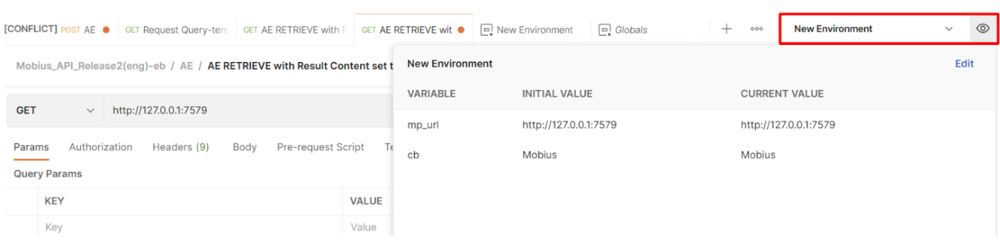 [CONFLICT] POST AE GET Request Query-tem GET AE RETRIEVE with R GET AE RETRIEVE wit New Environment Globals New Environment
Mobius_API_Release2(eng)-eb / AE / AE RETRIEVE with Result Content set t
New Environment Edit
VARIABLE INITIAL VALUE CURRENT VALUE
GET http://127.0.0.1:7579
mp_url http://127.0.0.1:7579 http://127.0.0.1:7579
Params Authorization Headers (9) Body Pre-request Script Te
cb Mobius Mobius
Query Params
KEY VALUE
Key Value